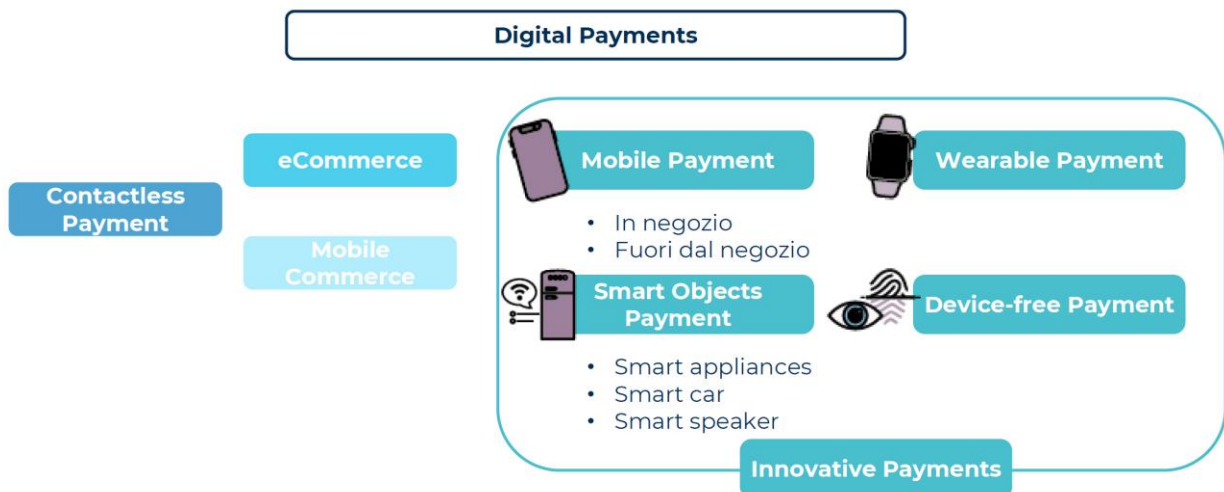 Digital Payments
Contactless
Payment
eCommerce
Mobile
Commerce
Mobile Payment
• In negozio
• Fuori dal negozio
Wearable Payment
Smart Objects
Payment
• Smart appliances
• Smart car
• Smart speaker
Device-free Payment
Innovative Payments